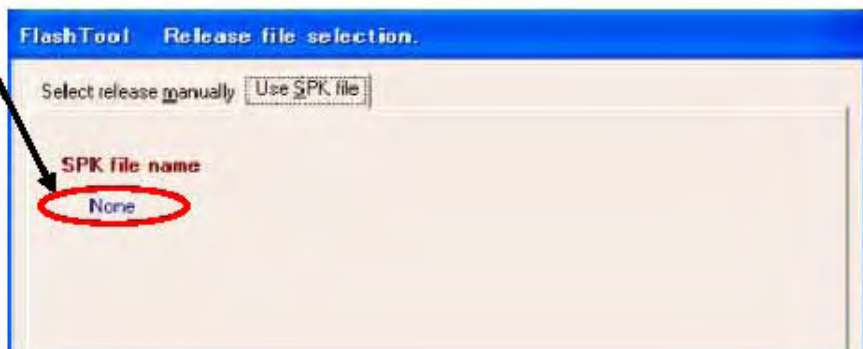 FlashTool Release file selection.
Select release manually Use SPK file
SPK file name
None